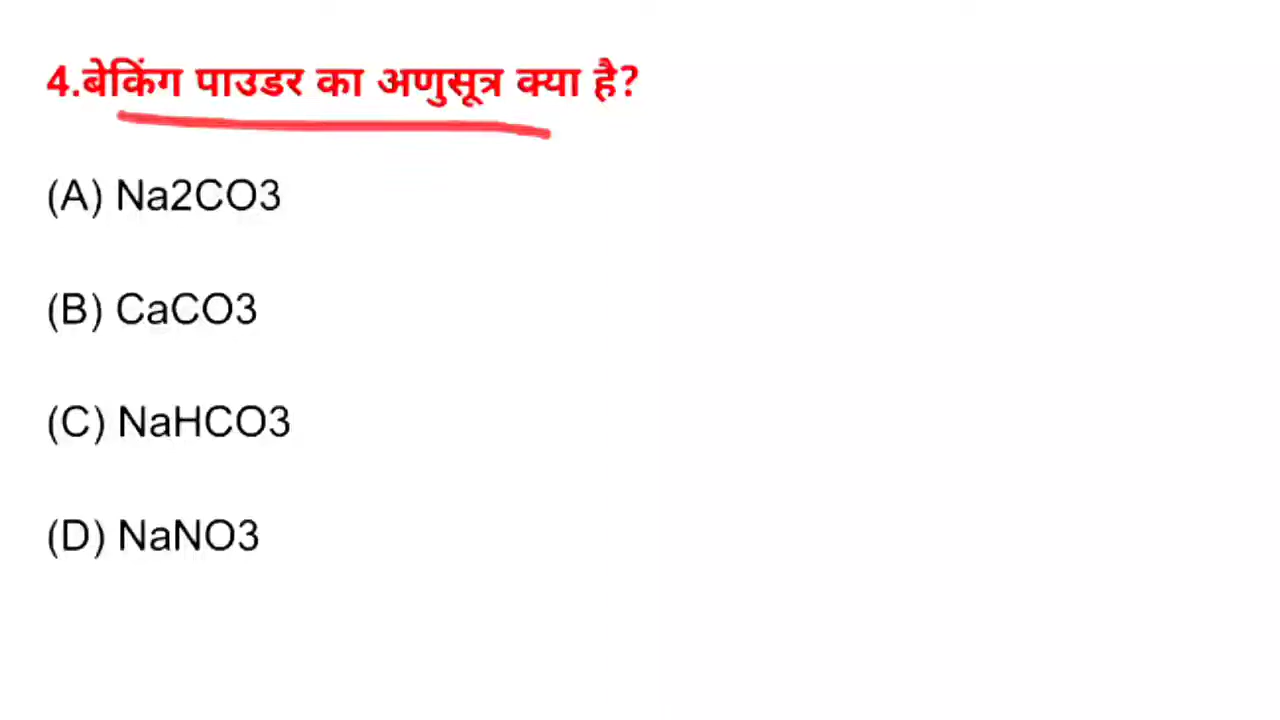 4.बेकिंग पाउडर का अणुसूत्र क्या है?
(A) Na2CO3
(B) CaCO3
(C) NaHCO3
(D) NaNO3